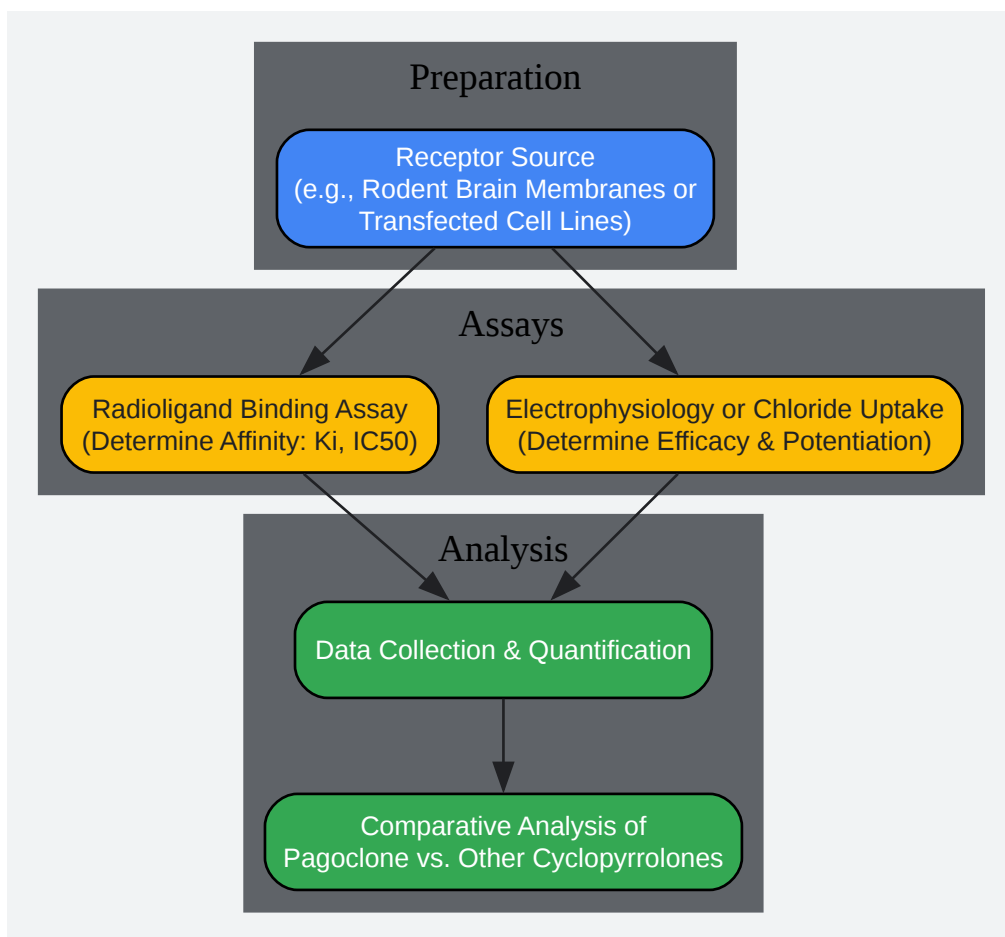 Preparation
Receptor Source
(e.g., Rodent Brain Membranes or
Transfected Cell Lines)
Assays
Radioligand Binding Assay
(Determine Affinity: Ki, IC50)
Electrophysiology or Chloride Uptake
(Determine Efficacy & Potentiation)
Analysis
Data Collection & Quantification
Comparative Analysis of
Pagoclone vs. Other Cyclopyrrolones